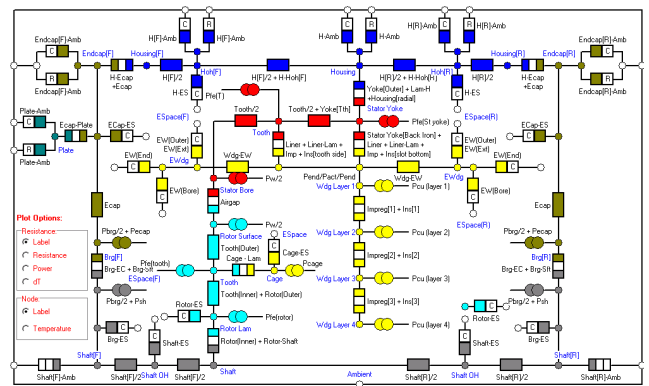 C
R
C
R
H[F]-Amb
H[F]-Amb
H-Amb
H-Amb
H[R]-Amb
H[R]-Amb
Endcap[F]-Amb
Endcap[F]
Housing[F]
Housing
Housing[R]
Endcap[R]
Endcap[R]-Amb
C
R
Endcap[F]-Amb
H-Ecap
+Ecap
H[F]/2
Hoh[F]
H[F]/2 + H-Hoh[F]
Hoh[R]
H[R]/2
H-Ecap
+Ecap
C
R
Endcap[R]-Amb
Pfe(T)
H-ES
Yoke[Outer] + Lam-H
+Housing[radial]
H-ES
Plate-Amb
C
R
Plate-Amb
Plate
Ecap-Plate
ECap-ES
C
ESpace(F)
EW[Outer]
EW[Ext]
Tooth/2
Tooth/2 + Yoke[Tth]
Tooth
Stator Yoke
Pfe(St yoke)
ESpace(R)
ECap-ES
C
Liner + Liner-Lam +
Imp + Ins[tooth side]
Stator Yoke[Back Iron] +
Liner + Liner-Lam +
Imp + Ins[slot bottom]
EW[Outer]
EW[Ext]
EW(End)
C
EWdg
Wdg-EW
Wdg-EW
EWdg
EW(End)
C
EW(Bore)
Pw/2
Stator Bore
Pend/Pact/Pend
Wdg Layer 1
Pcu (layer 1)
EW(Bore)
Airgap
Impreg[1] + Ins[1]
ESpace(R)
Plot Options:
Resistance:
Label
Resistance
Power
dT
Node:
Label
Temperature
Ecap
Ecap
Pw/2
Rotor Surface
ESpace
Wdg Layer 2
Pcu (layer 2)
Pbrg/2 + Pecap
Pbrg/2 + Pecap
Tooth[Outer]
Cage-ES
Impreg[2] + Ins[2]
Brg[F]
Brg-EC + Brg-Sft
ESpace(F)
Pfe(tooth)
Cage - Lam
Cage
Pcage
Wdg Layer 3
Pcu (layer 3)
Brg[R]
Brg-EC + Brg-Sft
Pbrg/2 + Psh
Tooth[Inner] + Rotor[Outer]
Impreg[3] + Ins[3]
Pbrg/2 + Psh
Rotor-ES
C
Pfe(rotor)
Rotor Lam
Wdg Layer 4
Pcu (layer 4)
Rotor-ES
C
Brg-ES
C
Shaft-ES
C
Rotor[Inner] + Rotor-Shaft
Shaft-ES
C
Brg-ES
C
Shaft[F]
Shaft[R]
Shaft[F]-Amb
Shaft[F]/2
Shaft OH
Shaft[F]/2
Shaft
Ambient
Shaft[R]/2
Shaft OH
Shaft[R]/2
Shaft[R]-Amb